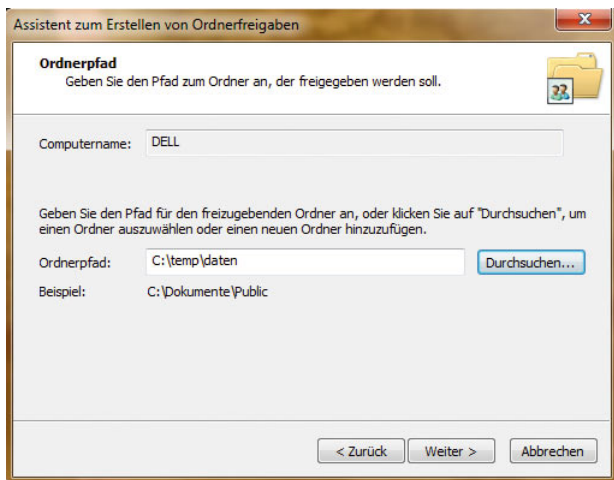 Assistent zum Erstellen von Ordnerfreigaben
Ordnerpfad
Geben Sie den Pfad zum Ordner an, der freigegeben werden soll.
Computername: DELL
Geben Sie den Pfad für den freizugebenden Ordner an, oder klicken Sie auf "Durchsuchen", um
einen Ordner auszuwählen oder einen neuen Ordner hinzuzufügen.
Ordnerpfad: C:\temp\daten Durchsuchen...
Beispiel: C:\Dokumente\Public
< Zurück Weiter > Abbrechen